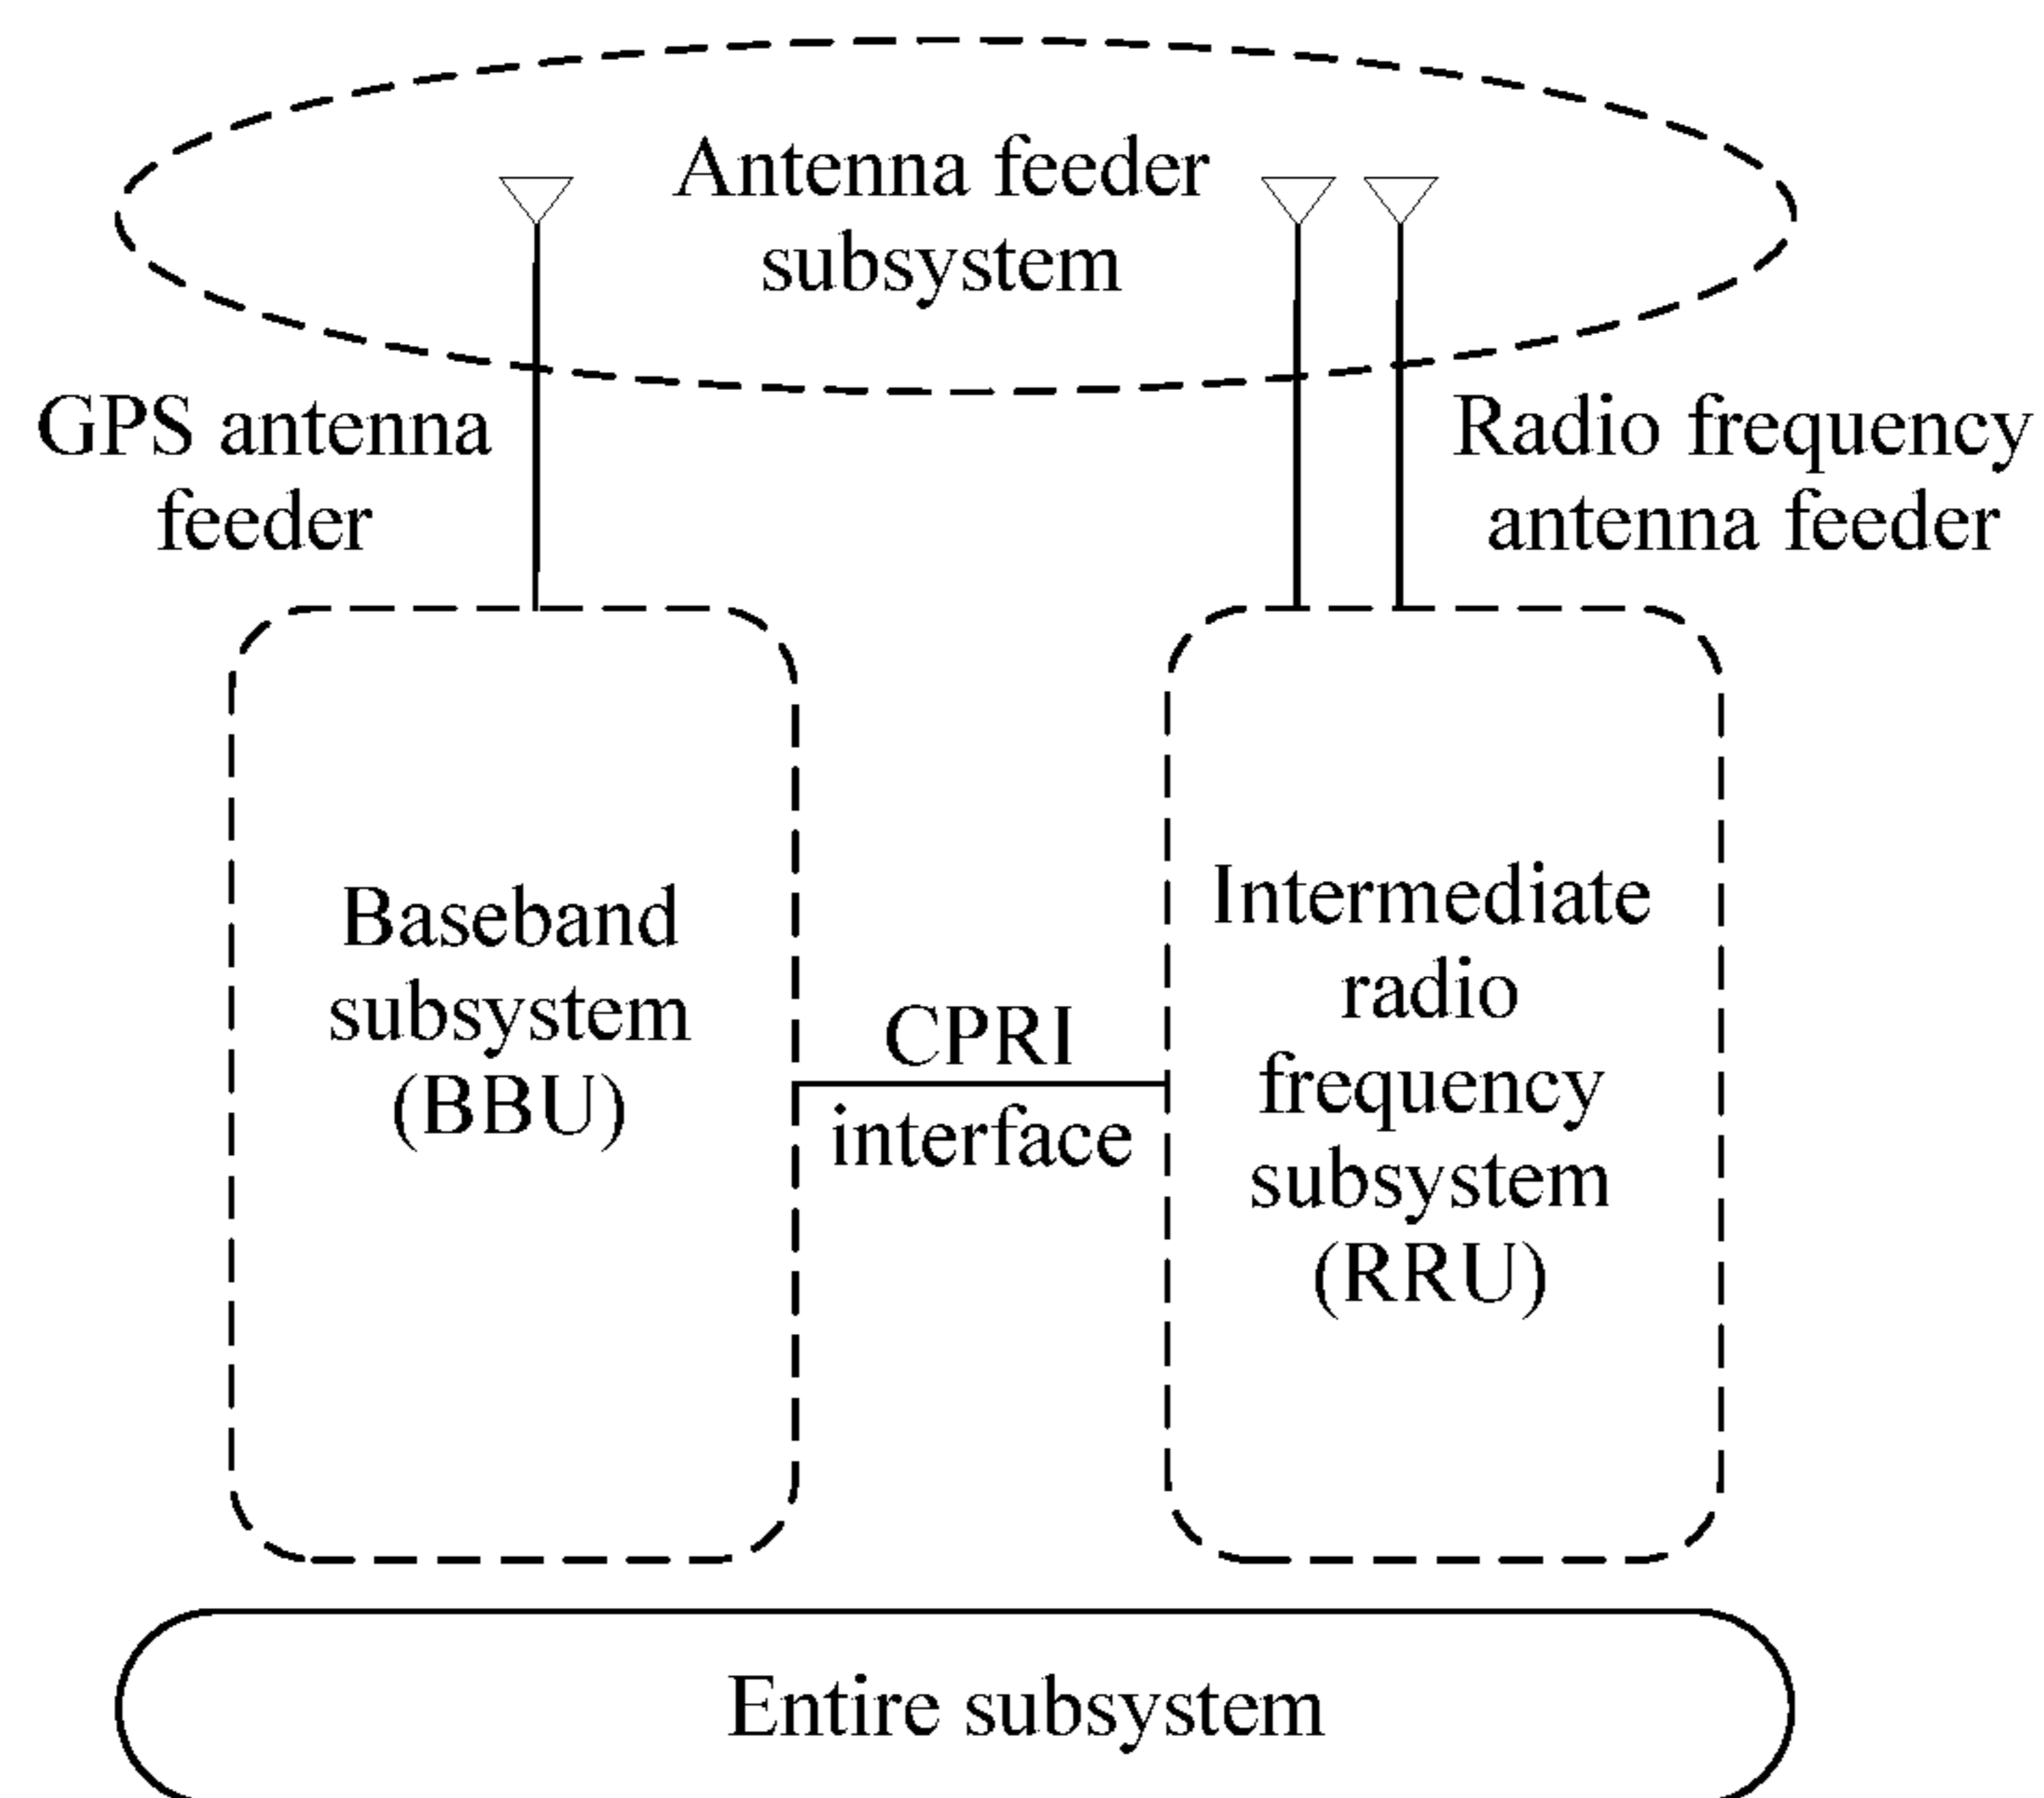 Antenna feeder
subsystem
GPS antenna
feeder
Radio frequency
antenna feeder
Baseband
subsystem
(BBU)
CPRI
interface
Intermediate
radio
frequency
subsystem
(RRU)
Entire subsystem